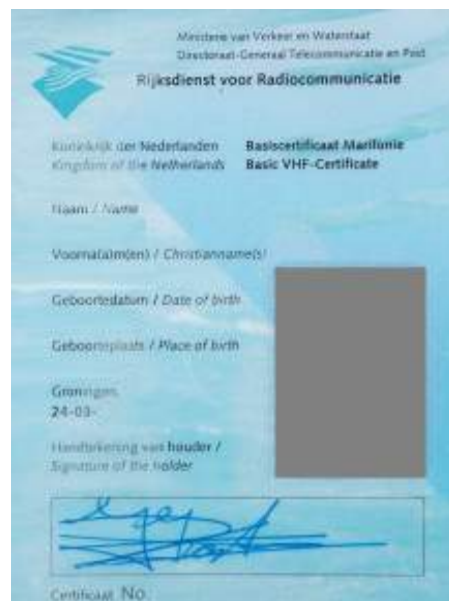 Ministerie van Verkeer en Waterstaat
Directoraat-Generaal Telecommunicatie en Post
Rijksdienst voor Radiocommunicatie
Koninkrijk der Nederlanden Basiscertificaat Marifonie
Kingdom of the Netherlands Basic VHF-Certificate
Naam / Name
Voorna(a)m(en) / Christianname(s)
Geboortedatum / Date of birth
Geboorteplaats / Place of birth
Groningen,
24-03-
Handtekening van houder /
Signature of the holder
Certificaat No.